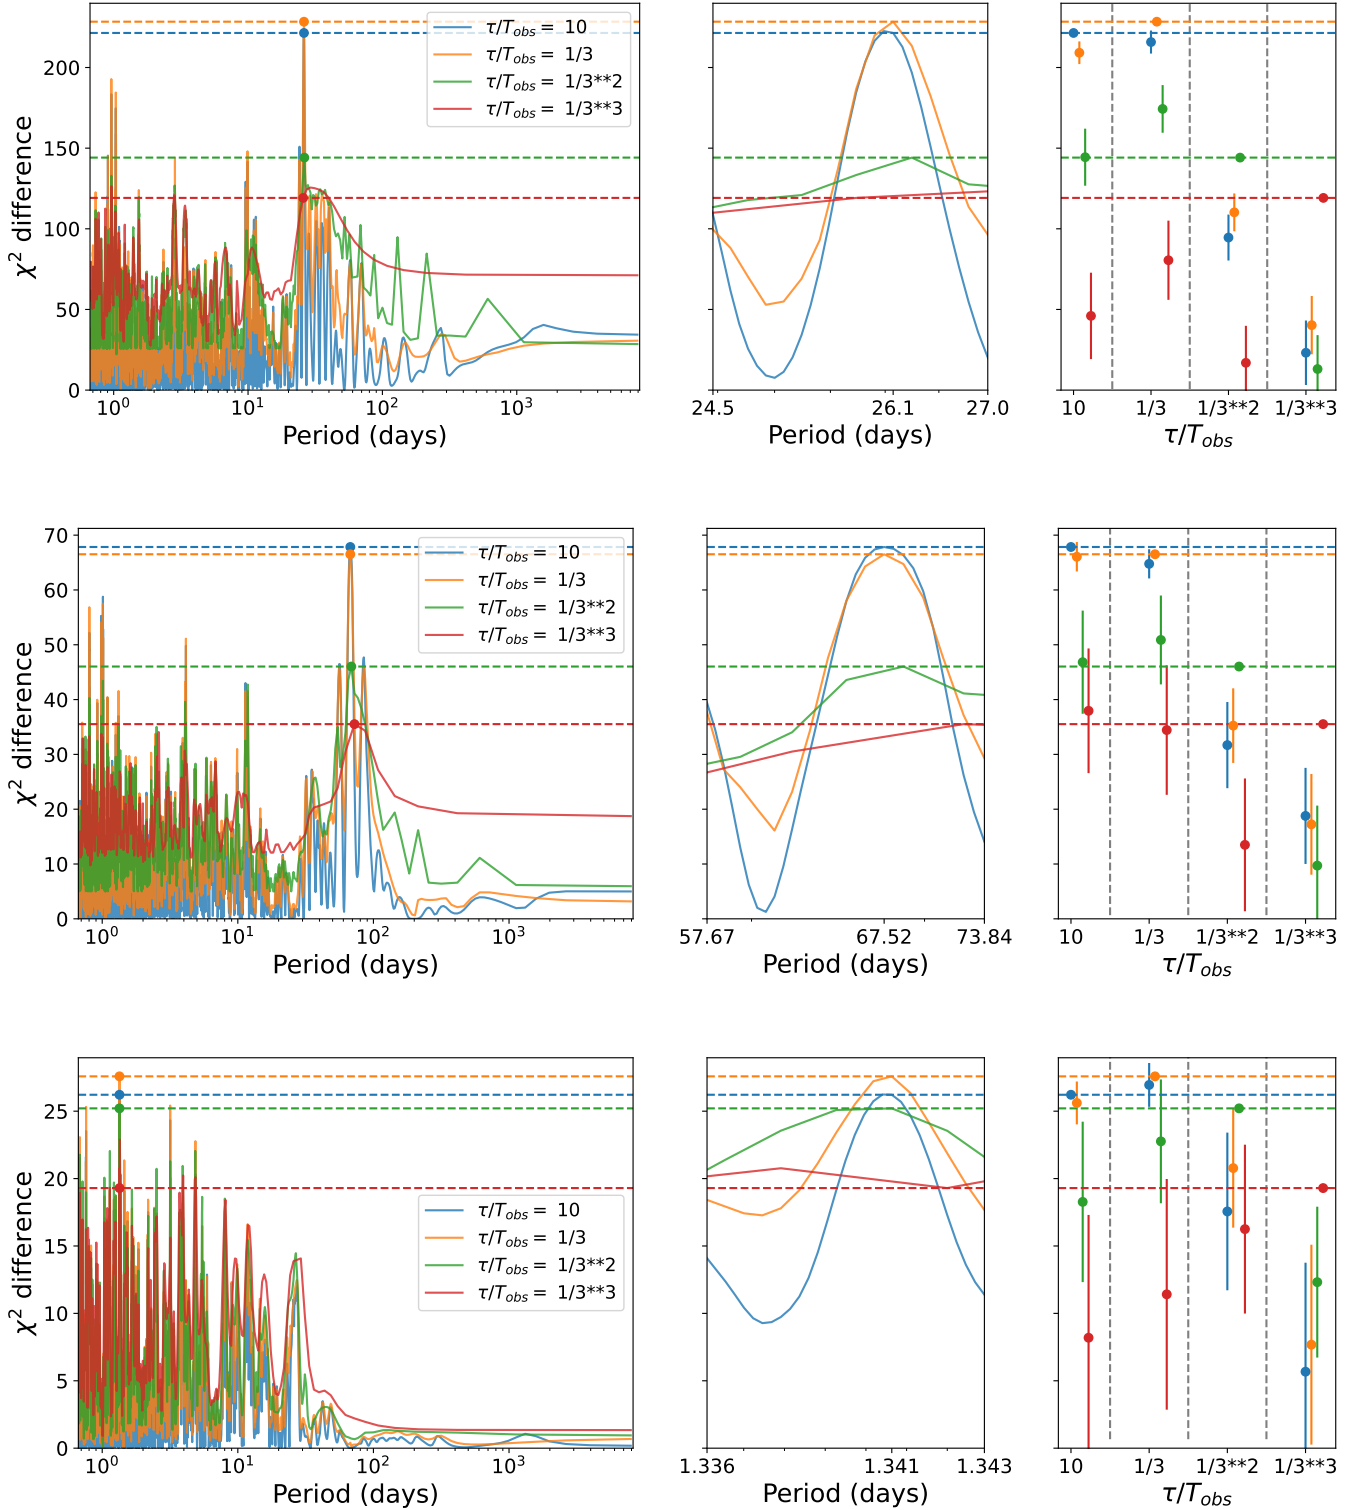 χ² difference
200
150
100
50
0
τ/T_obs = 10
τ/T_obs = 1/3
τ/T_obs = 1/3**2
τ/T_obs = 1/3**3
10⁰ 10¹ 10² 10³
Period (days)
24.5 26.1 27.0
Period (days)
10 1/3 1/3**2 1/3**3
τ/T_obs
χ² difference
70
60
50
40
30
20
10
0
τ/T_obs = 10
τ/T_obs = 1/3
τ/T_obs = 1/3**2
τ/T_obs = 1/3**3
10⁰ 10¹ 10² 10³
Period (days)
57.67 67.52 73.84
Period (days)
10 1/3 1/3**2 1/3**3
τ/T_obs
χ² difference
25
20
15
10
5
0
τ/T_obs = 10
τ/T_obs = 1/3
τ/T_obs = 1/3**2
τ/T_obs = 1/3**3
10⁰ 10¹ 10² 10³
Period (days)
1.336 1.341 1.343
Period (days)
10 1/3 1/3**2 1/3**3
τ/T_obs